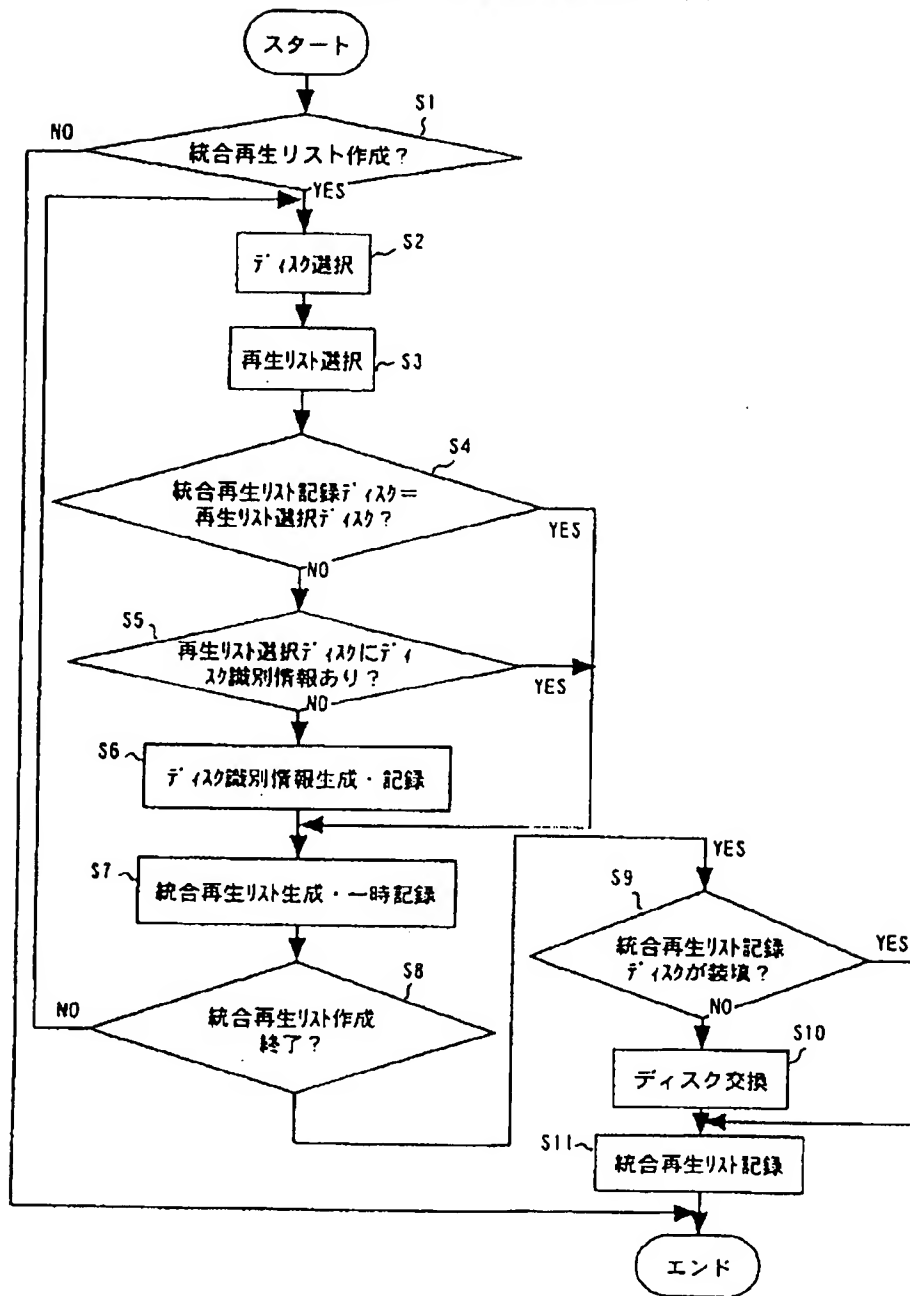 スタート
S1
NO
統合再生リスト作成?
YES
S2
ディスク選択
再生リスト選択
S3
S4
統合再生リスト記録ディスク=
再生リスト選択ディスク?
YES
NO
S5
再生リスト選択ディスクにディ
スク識別情報あり?
YES
NO
S6
ディスク識別情報生成・記録
S7
統合再生リスト生成・一時記録
S8
NO
統合再生リスト作成
終了?
YES
S9
統合再生リスト記録
ディスクが装填?
YES
NO
S10
ディスク交換
S11
統合再生リスト記録
エンド